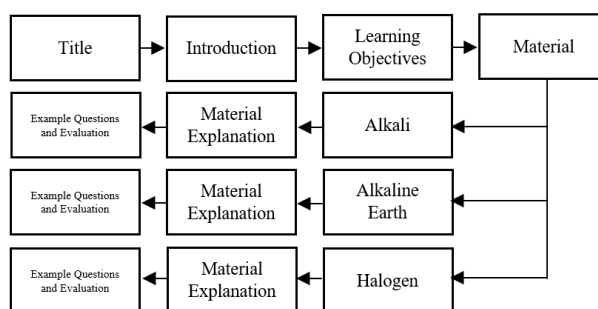 Title
Introduction
Learning
Objectives
Material
Example Questions
and Evaluation
Material
Explanation
Alkali
Example Questions
and Evaluation
Material
Explanation
Alkaline
Earth
Example Questions
and Evaluation
Material
Explanation
Halogen